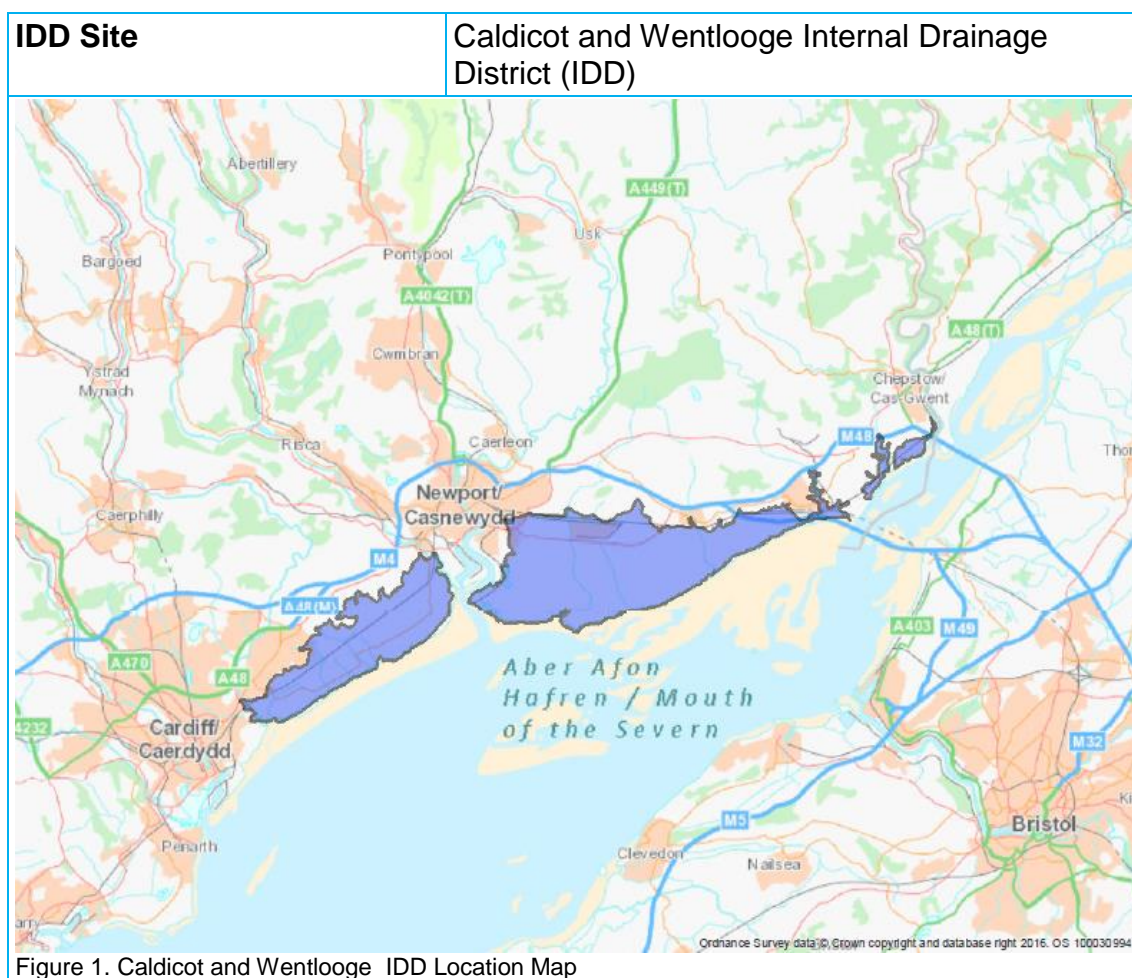 IDD Site
Caldicot and Wentlooge Internal Drainage
District (IDD)
Abertillery
A449(T)
Usk
Bargoed
Pontypool
A4042(T)
A48(T)
Cwmbran
Ystrad
Mynach
Chepstow/
Cas-Gwent
Risca
Caerleon
M48
Newport/
Casnewydd
Caerphilly
M4
A48(M)
A403
M49
A470
A48
Aber Afon
Hafren / Mouth
of the Severn
Cardiff/
Caerdydd
4232
M32
M5
Bristol
Penarth
Clevedon
Nailsea
Ordnance Survey data © Crown copyright and database right 2016. OS 100030994
Figure 1. Caldicot and Wentlooge IDD Location Map